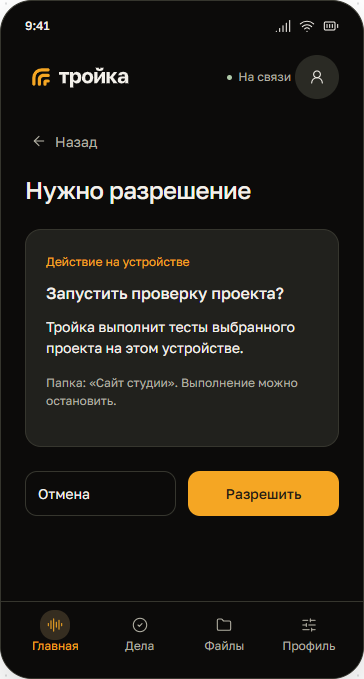 9:41
тройка
На связи
Назад
Нужно разрешение
Действие на устройстве
Запустить проверку проекта?
Тройка выполнит тесты выбранного
проекта на этом устройстве.
Папка: «Сайт студии». Выполнение можно
остановить.
Отмена
Разрешить
Главная
Дела
Файлы
Профиль